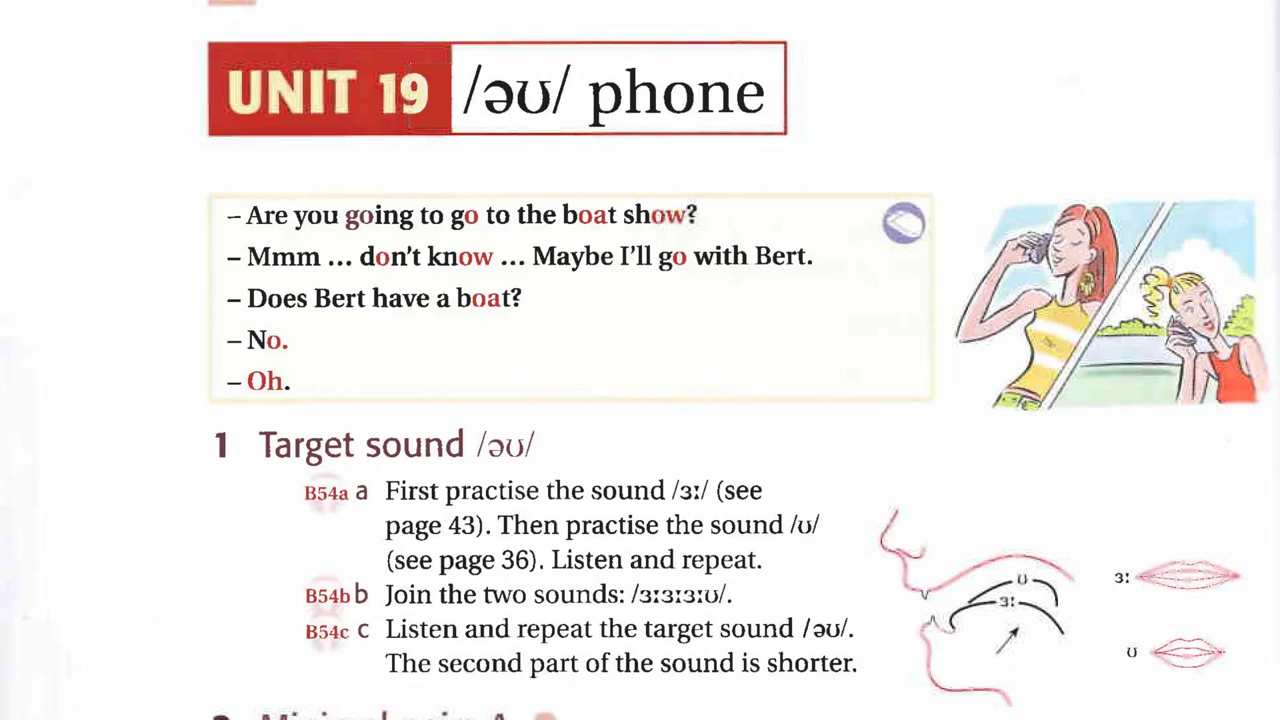 UNIT 19 /əʊ/ phone
– Are you going to go to the boat show?
– Mmm ... don't know ... Maybe I'll go with Bert.
– Does Bert have a boat?
– No.
– Oh.
1 Target sound /əʊ/
B54a a First practise the sound /ɜː/ (see
page 43). Then practise the sound /ʊ/
(see page 36). Listen and repeat.
B54b b Join the two sounds: /ɜːɜːɜːʊ/.
B54c c Listen and repeat the target sound /əʊ/.
The second part of the sound is shorter.
ʊ
ɜː
ɜː
ʊ